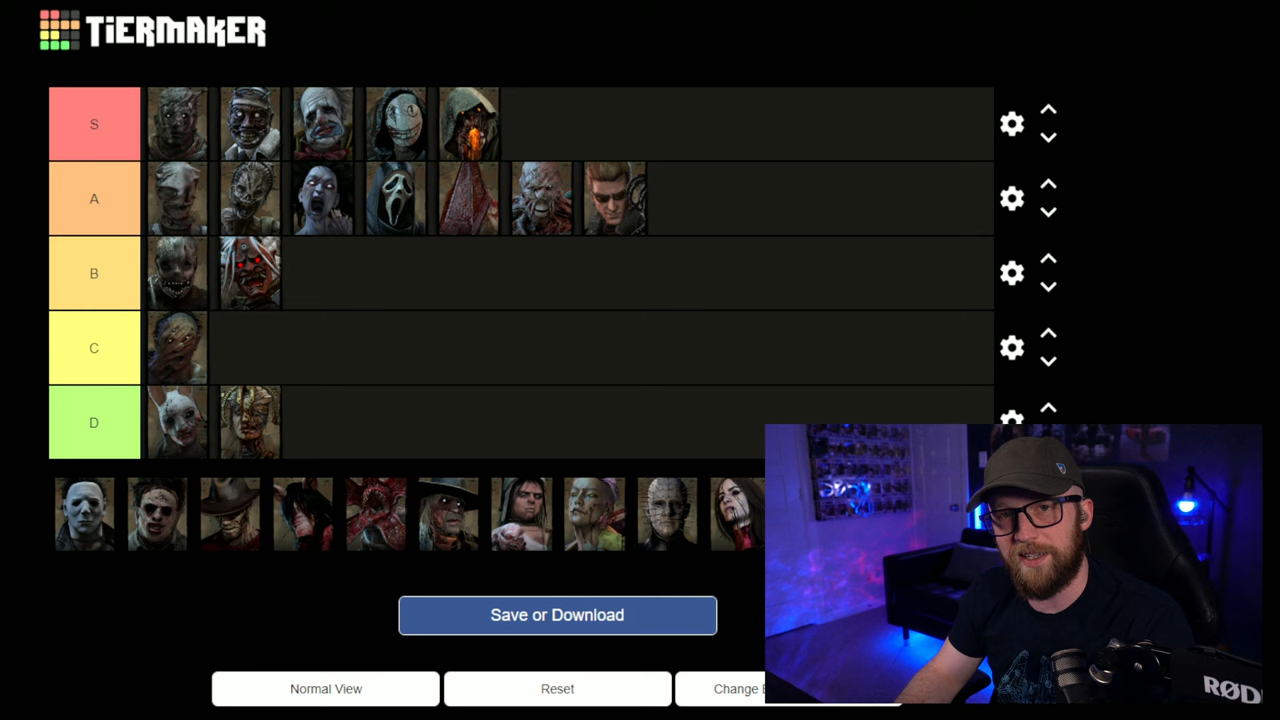 TiERMAKER
S
A
B
C
D
Save or Download
Normal View
Reset
Change
RØD